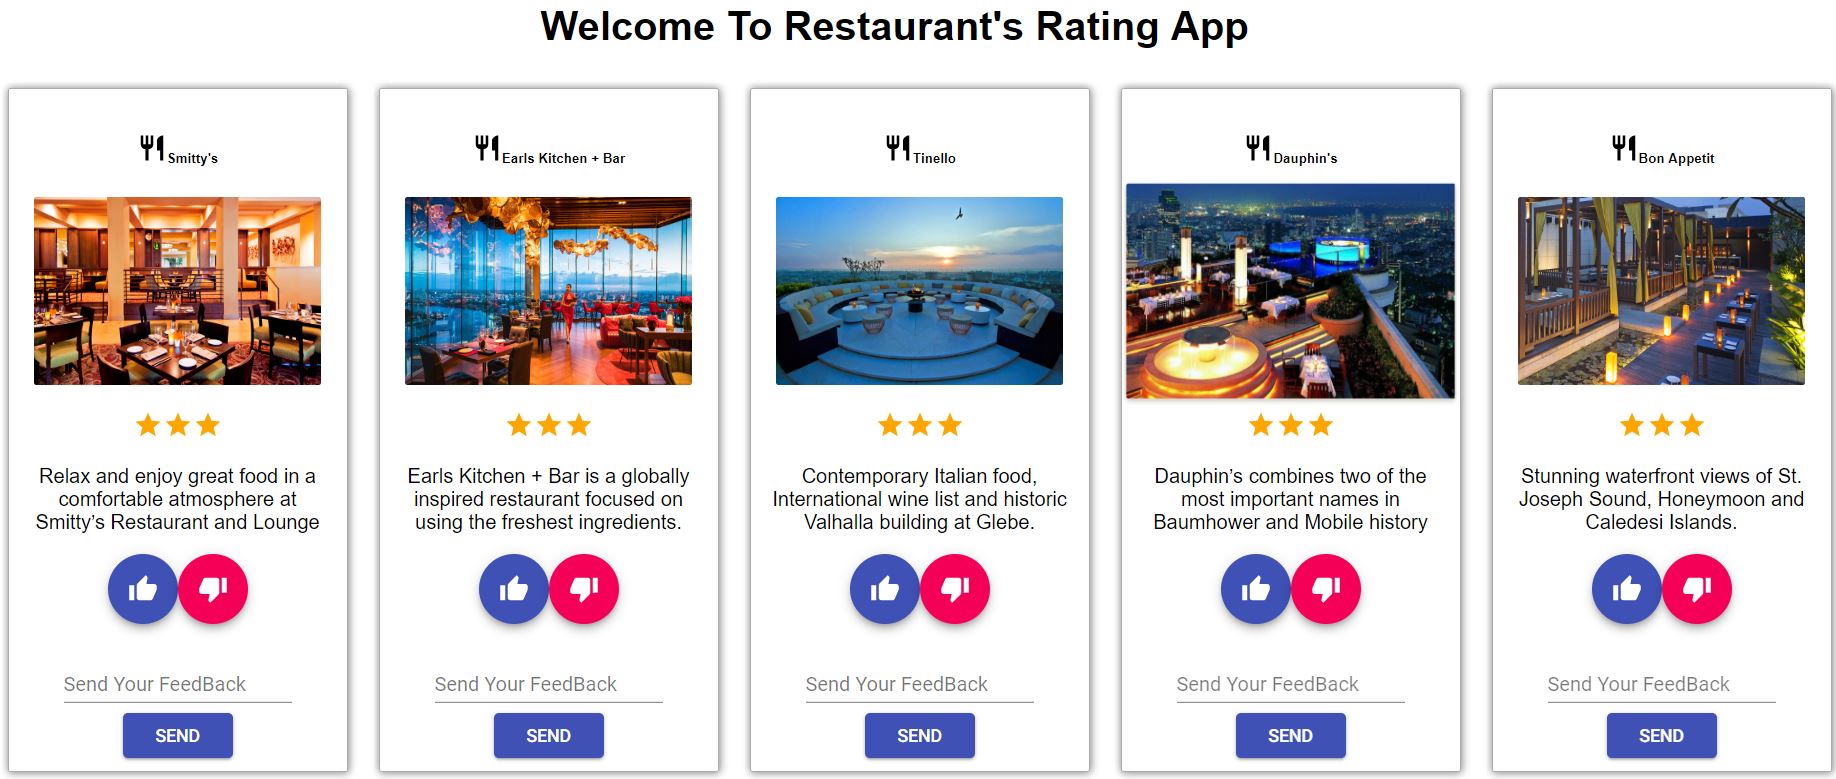 Welcome To Restaurant's Rating App
Smitty's
Relax and enjoy great food in a
comfortable atmosphere at
Smitty’s Restaurant and Lounge
Send Your FeedBack
SEND
Earls Kitchen + Bar
Earls Kitchen + Bar is a globally
inspired restaurant focused on
using the freshest ingredients.
Send Your FeedBack
SEND
Tinello
Contemporary Italian food,
International wine list and historic
Valhalla building at Glebe.
Send Your FeedBack
SEND
Dauphin's
Dauphin’s combines two of the
most important names in
Baumhower and Mobile history
Send Your FeedBack
SEND
Bon Appetit
Stunning waterfront views of St.
Joseph Sound, Honeymoon and
Caledesi Islands.
Send Your FeedBack
SEND